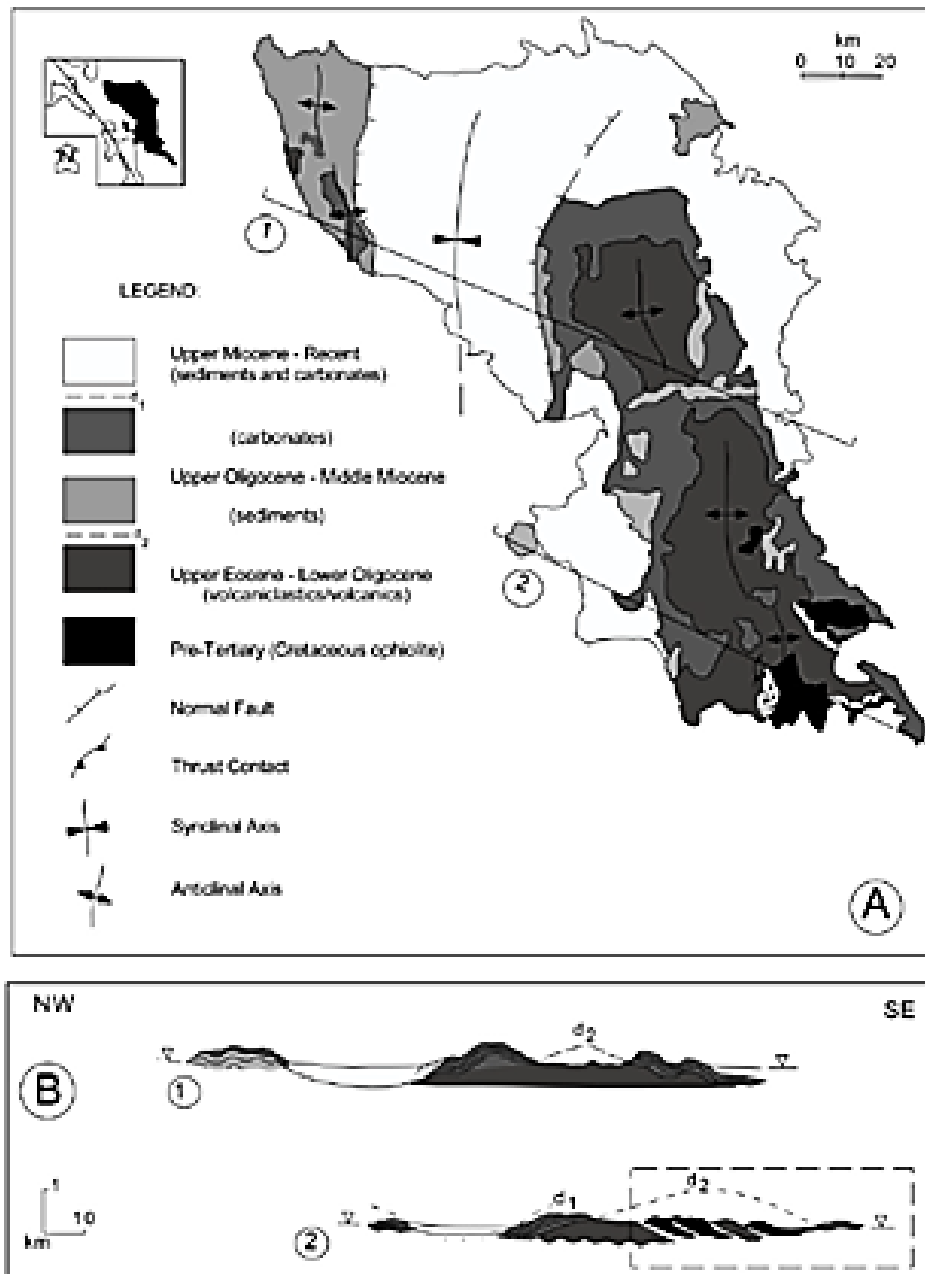 km
0 10 20
1
LEGEND:
Upper Miocene - Recent
(sediments and carbonates)
(carbonates)
Upper Oligocene - Middle Miocene
(sediments)
2
Upper Eocene - Lower Oligocene
(volcaniclastics/volcanics)
Pre-Tertiary (Cretaceous ophiolite)
Normal Fault
Thrust Contact
Synclinal Axis
Anticlinal Axis
A
NW
SE
d2
B
1
1
10
km
d1
d2
2